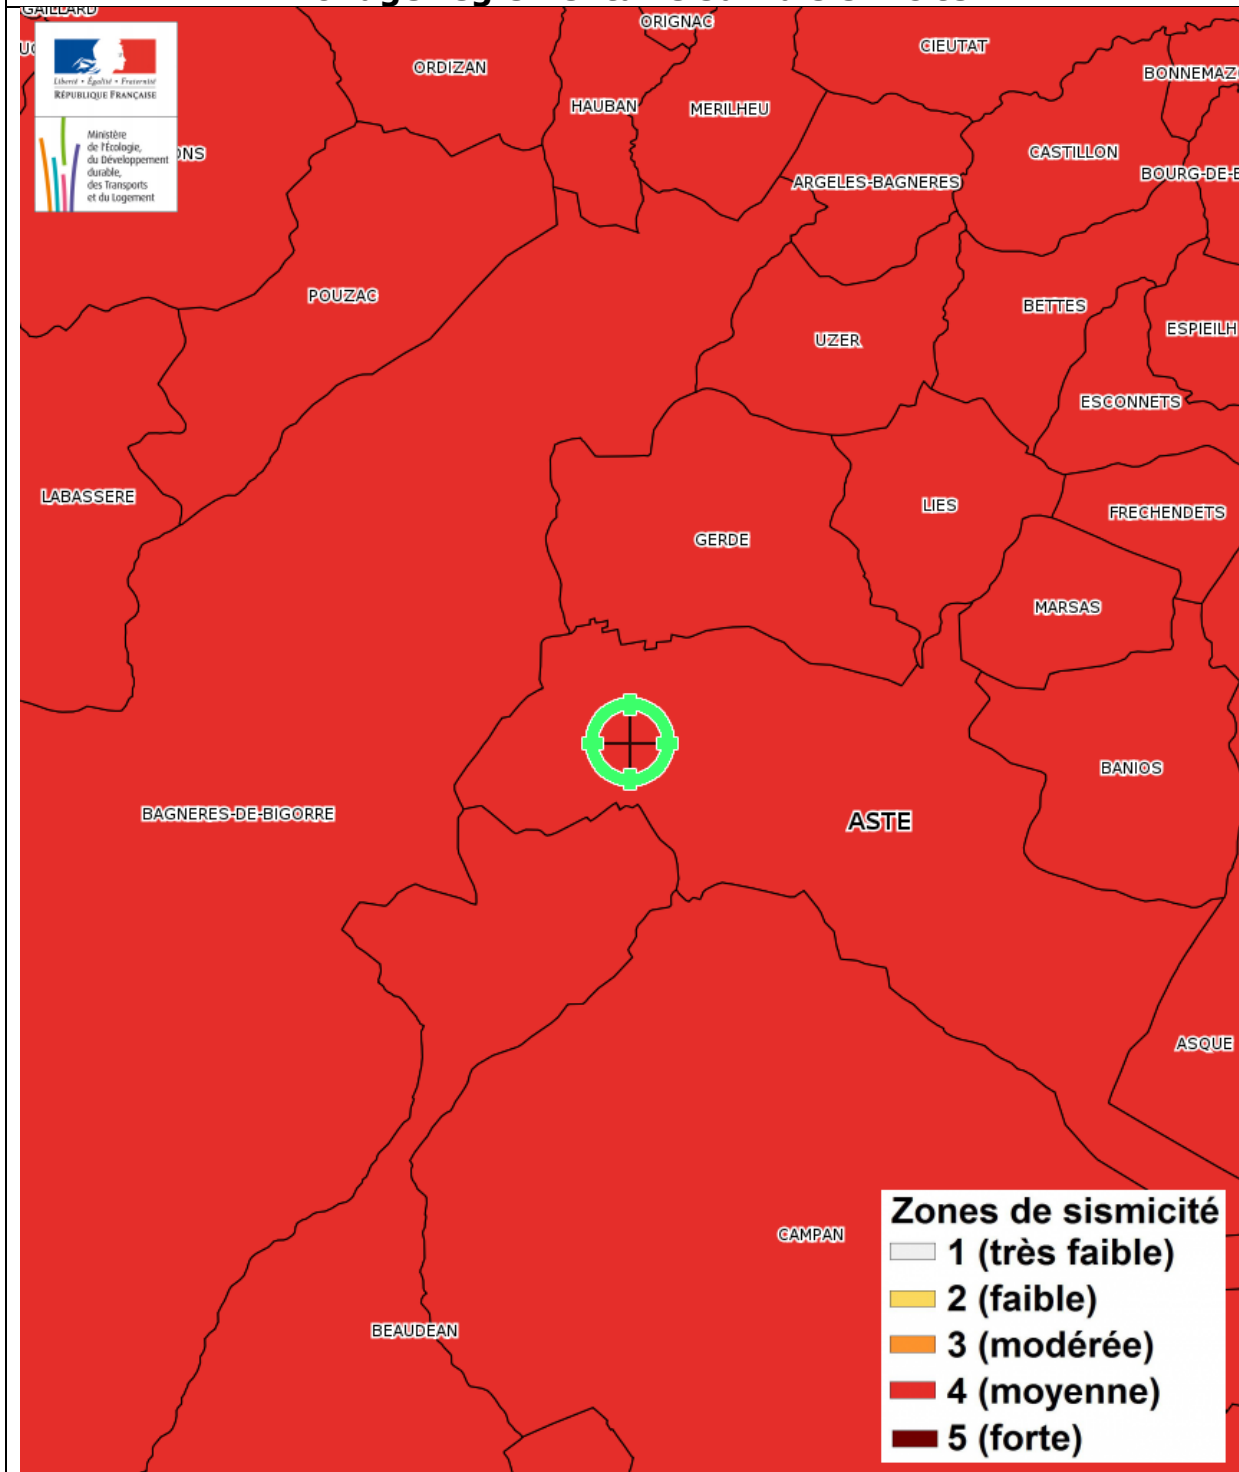 GAILLARD
ORIGNAC
CIEUTAT
ORDIZAN
BONNEMAZ
HAUBAN
MERILHEU
Liberté • Égalité • Fraternité
RÉPUBLIQUE FRANÇAISE
Ministère
de l'Écologie,
du Développement
durable,
des Transports
et du Logement
ONS
CASTILLON
BOURG-DE-B
ARGELES-BAGNERES
POUZAC
BETTES
ESPIEILH
UZER
ESCONNETS
LABASSERE
LIES
FRECHENDETS
GERDE
MARSAS
BANIOS
BAGNERES-DE-BIGORRE
ASTE
ASQUE
CAMPAN
BEAUDEAN
Zones de sismicité
1 (très faible)
2 (faible)
3 (modérée)
4 (moyenne)
5 (forte)